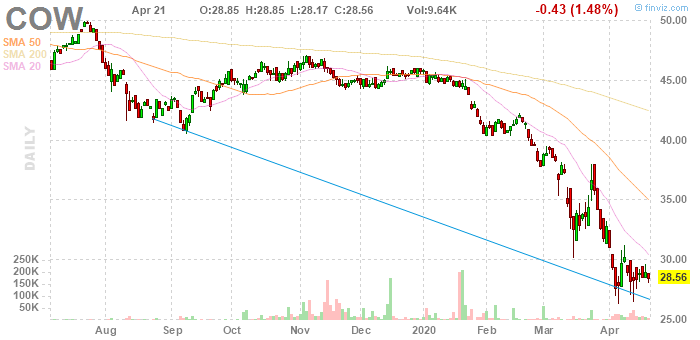 COW
Apr 21 O:28.85 H:28.85 L:28.17 C:28.56 Vol:9.64K -0.43 (1.48%)
finviz.com
SMA 50
SMA 200
SMA 20
DAILY
50.00
45.00
40.00
35.00
30.00
28.56
25.00
250K
200K
150K
100K
50K
Aug Sep Oct Nov Dec 2020 Feb Mar Apr